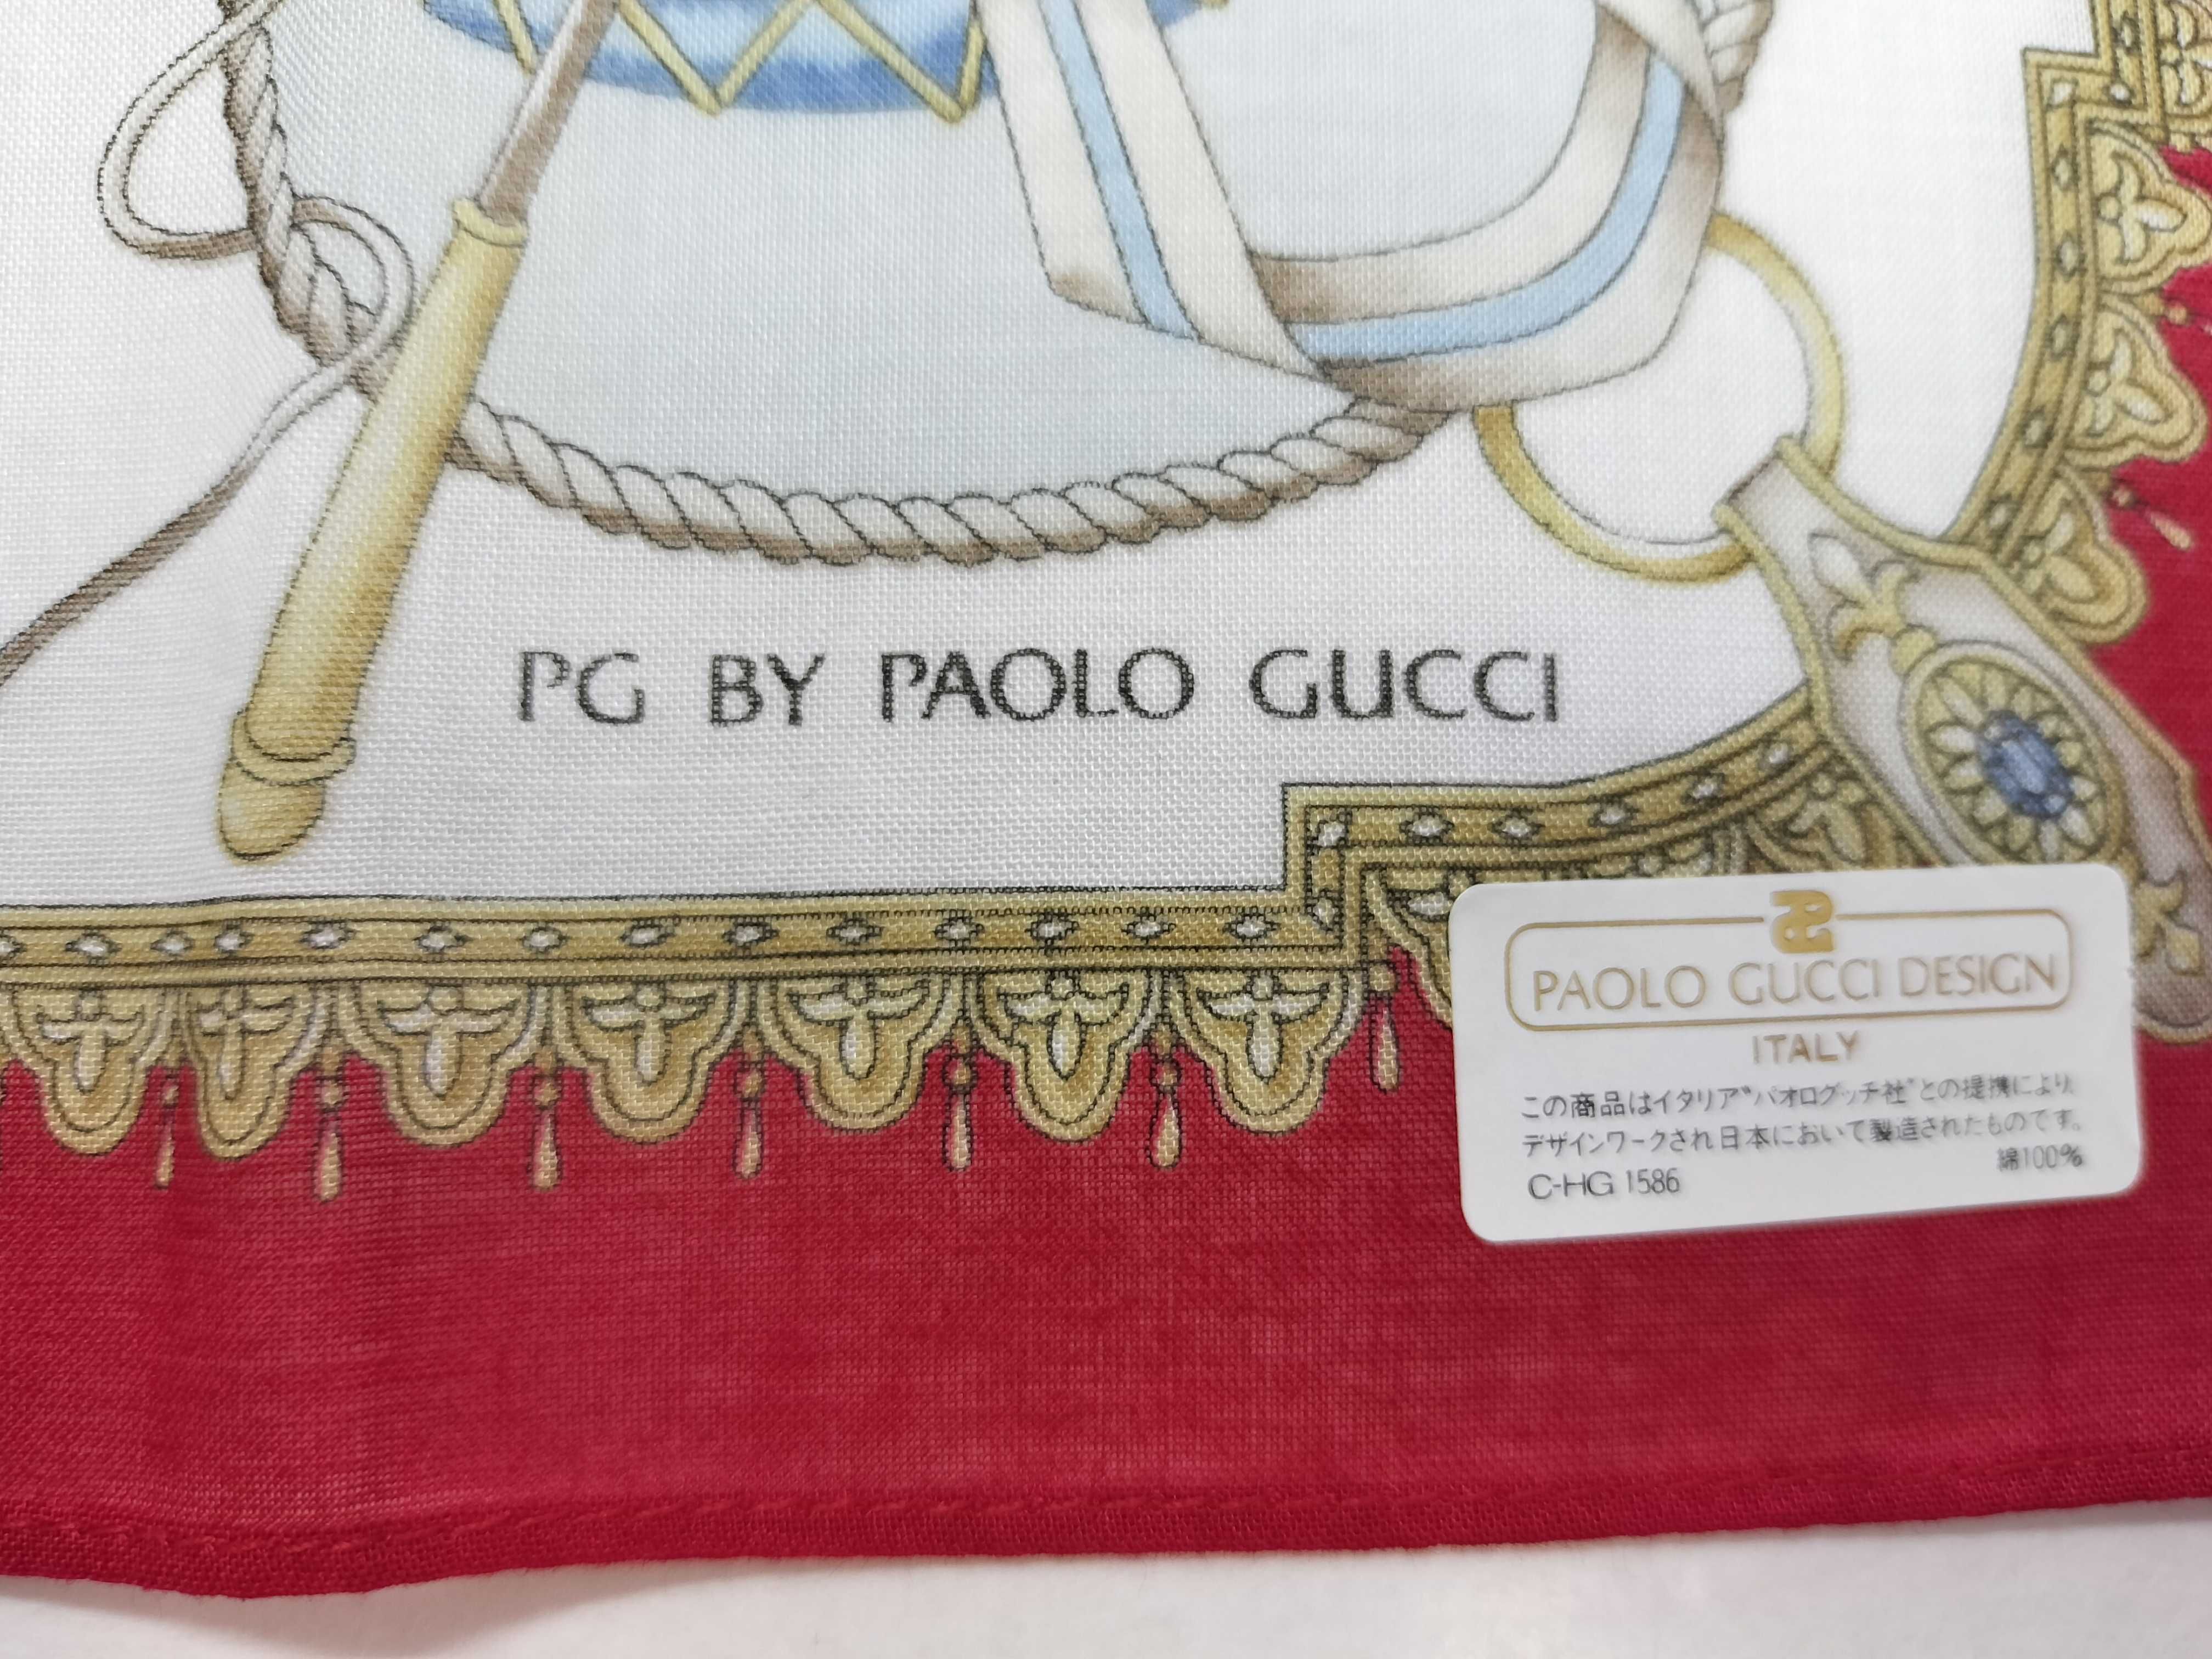 PG BY PAOLO GUCCI
PAOLO GUCCI DESIGN
ITALY
この商品はイタリア"パオログッチ社"との提携により、
デザインワークされ日本において製造されたものです。
綿100%
C-HG 1586